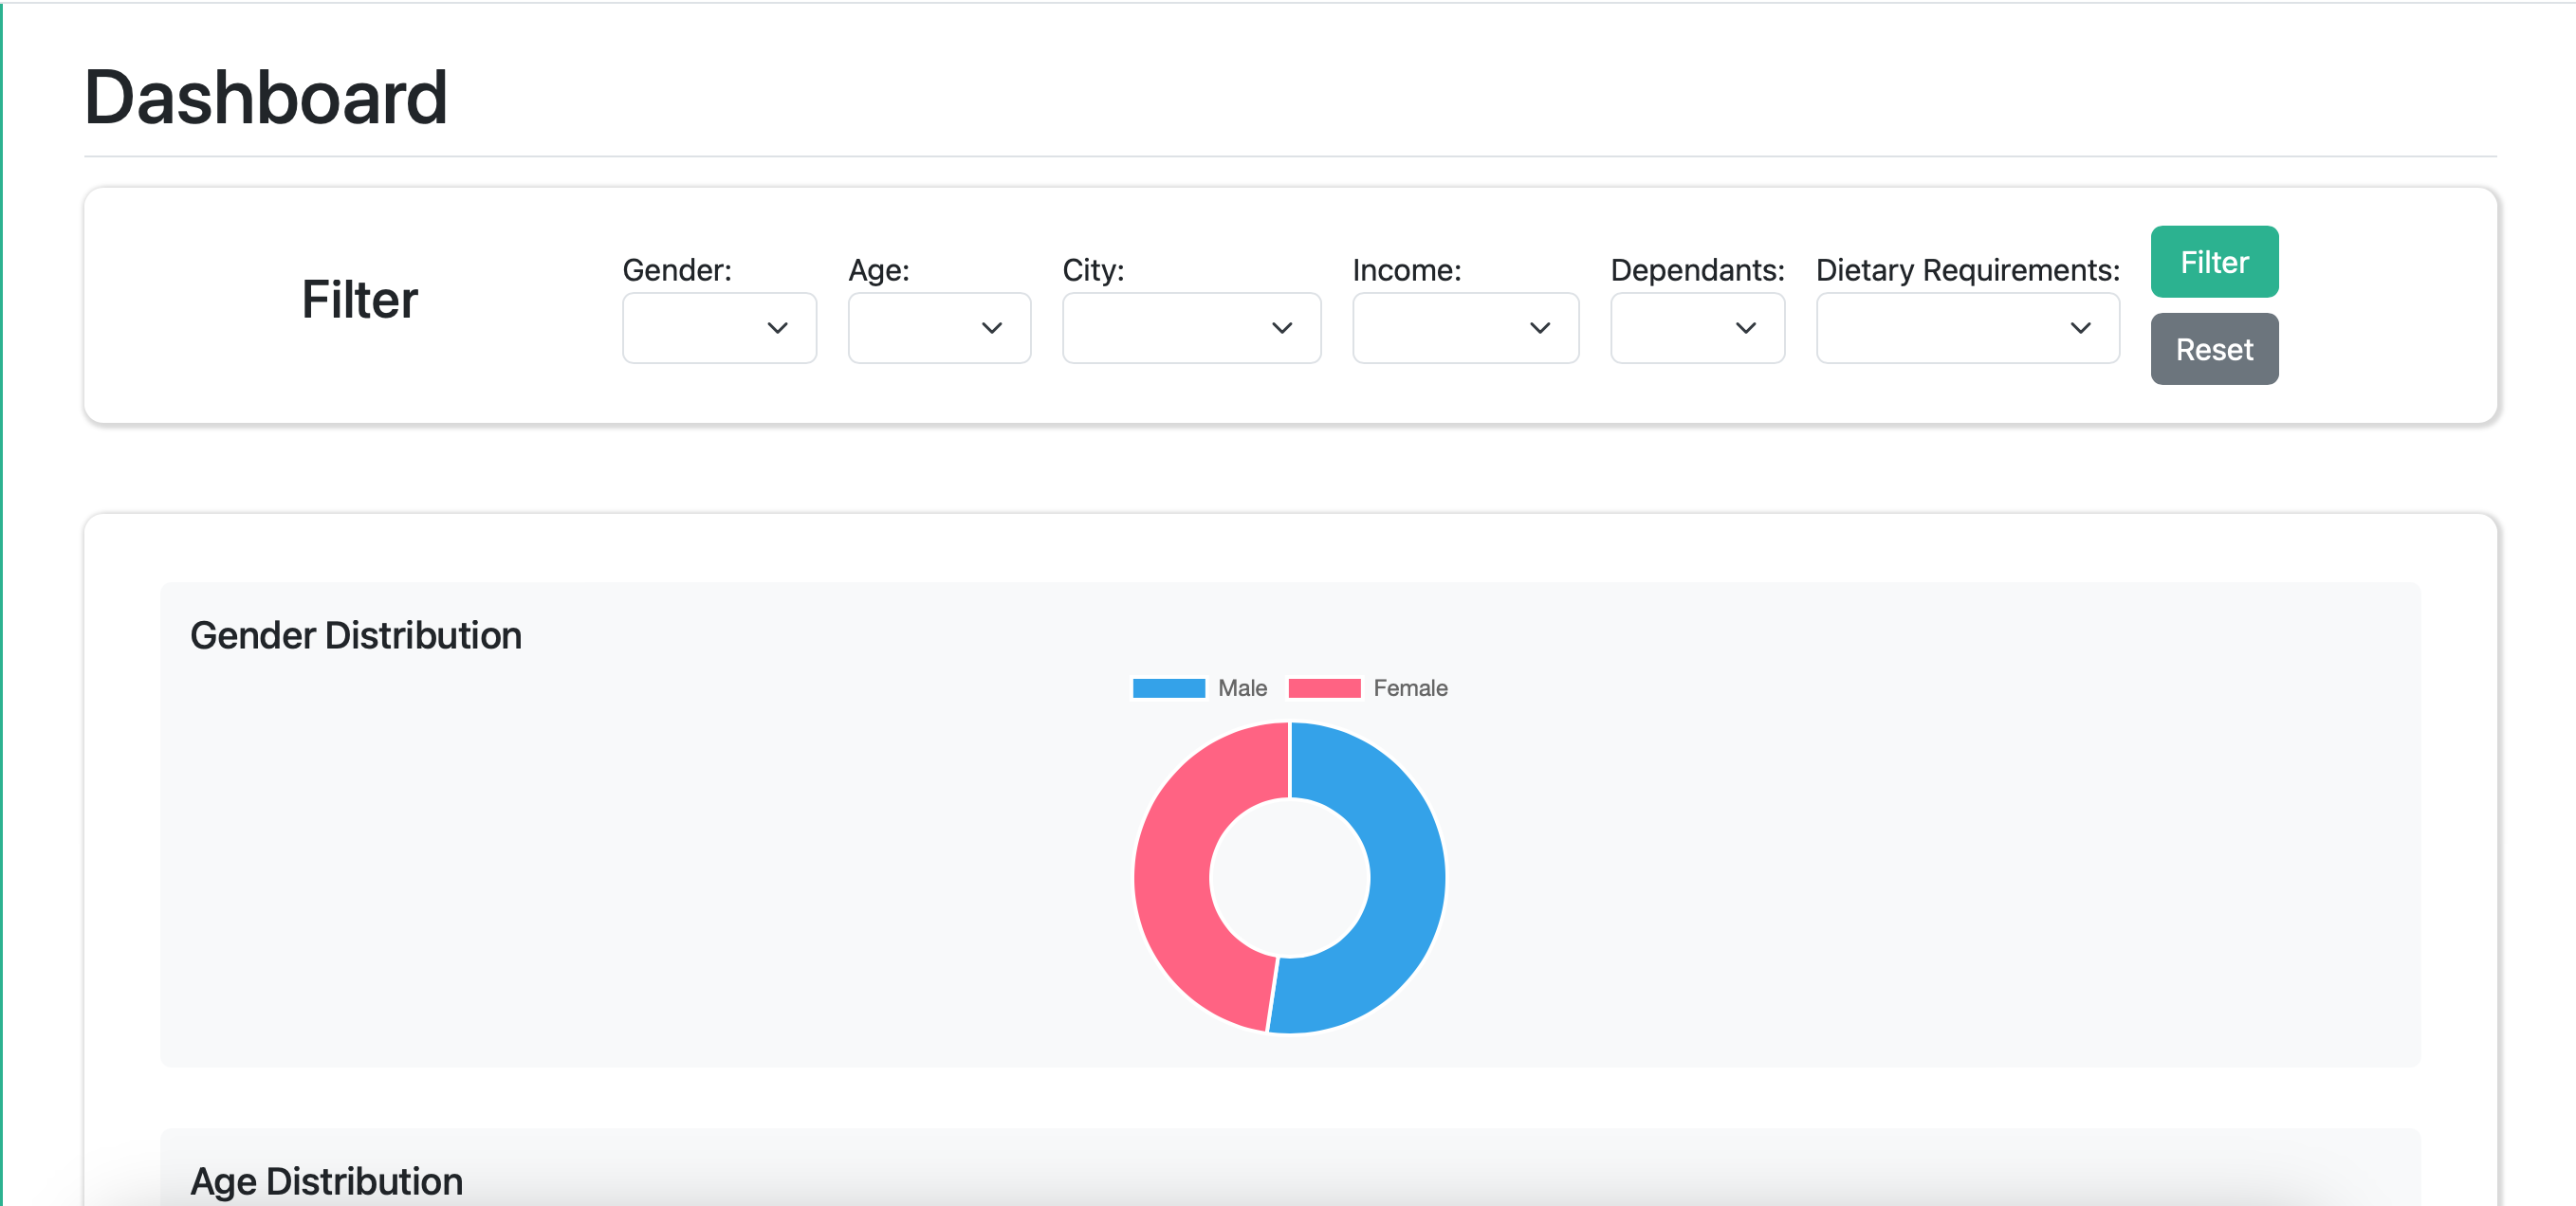 Dashboard
Filter
Gender: Age: City: Income: Dependants: Dietary Requirements:
Filter
Reset
Gender Distribution
Male Female
Age Distribution